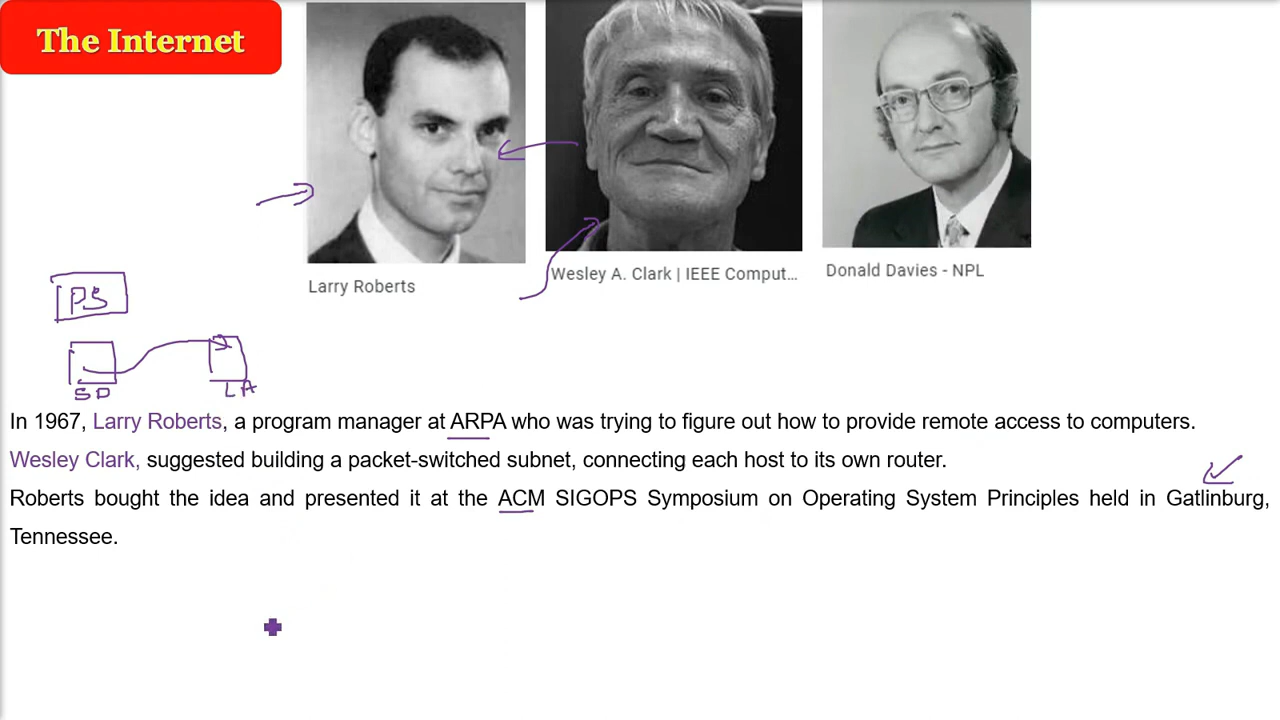 The Internet
Larry Roberts
Wesley A. Clark | IEEE Comput...
Donald Davies - NPL
PS
SD
LA
In 1967, Larry Roberts, a program manager at ARPA who was trying to figure out how to provide remote access to computers.
Wesley Clark, suggested building a packet-switched subnet, connecting each host to its own router.
Roberts bought the idea and presented it at the ACM SIGOPS Symposium on Operating System Principles held in Gatlinburg,
Tennessee.